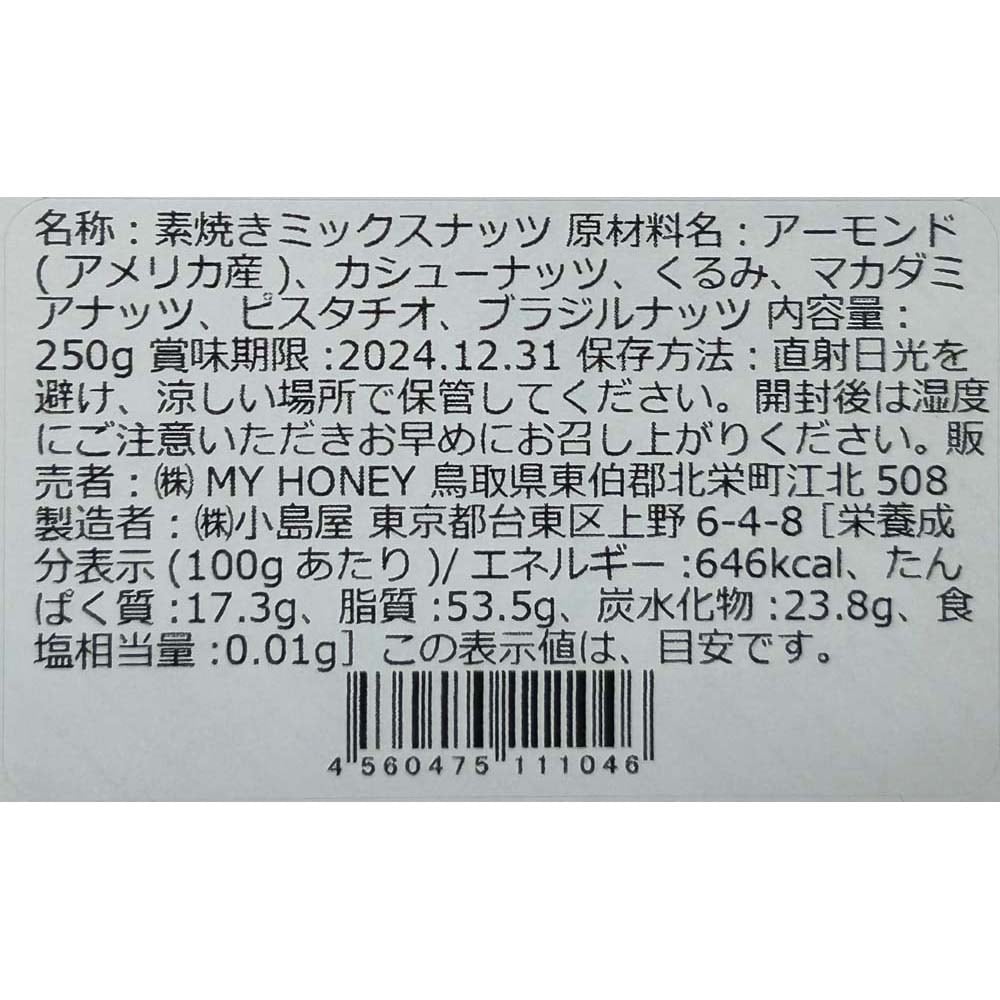 名称：素焼きミックスナッツ 原材料名：アーモンド
(アメリカ産)、カシューナッツ、くるみ、マカダミ
アナッツ、ピスタチオ、ブラジルナッツ 内容量：
250g 賞味期限:2024.12.31 保存方法：直射日光を
避け、涼しい場所で保管してください。開封後は湿度
にご注意いただきお早めにお召し上がりください。販
売者：㈱ MY HONEY 鳥取県東伯郡北栄町江北 508
製造者：㈱小島屋 東京都台東区上野 6-4-8［栄養成
分表示 (100g あたり)/ エネルギー:646kcal、たん
ぱく質:17.3g、脂質:53.5g、炭水化物:23.8g、食
塩相当量:0.01g］この表示値は、目安です。
4 560475 111046